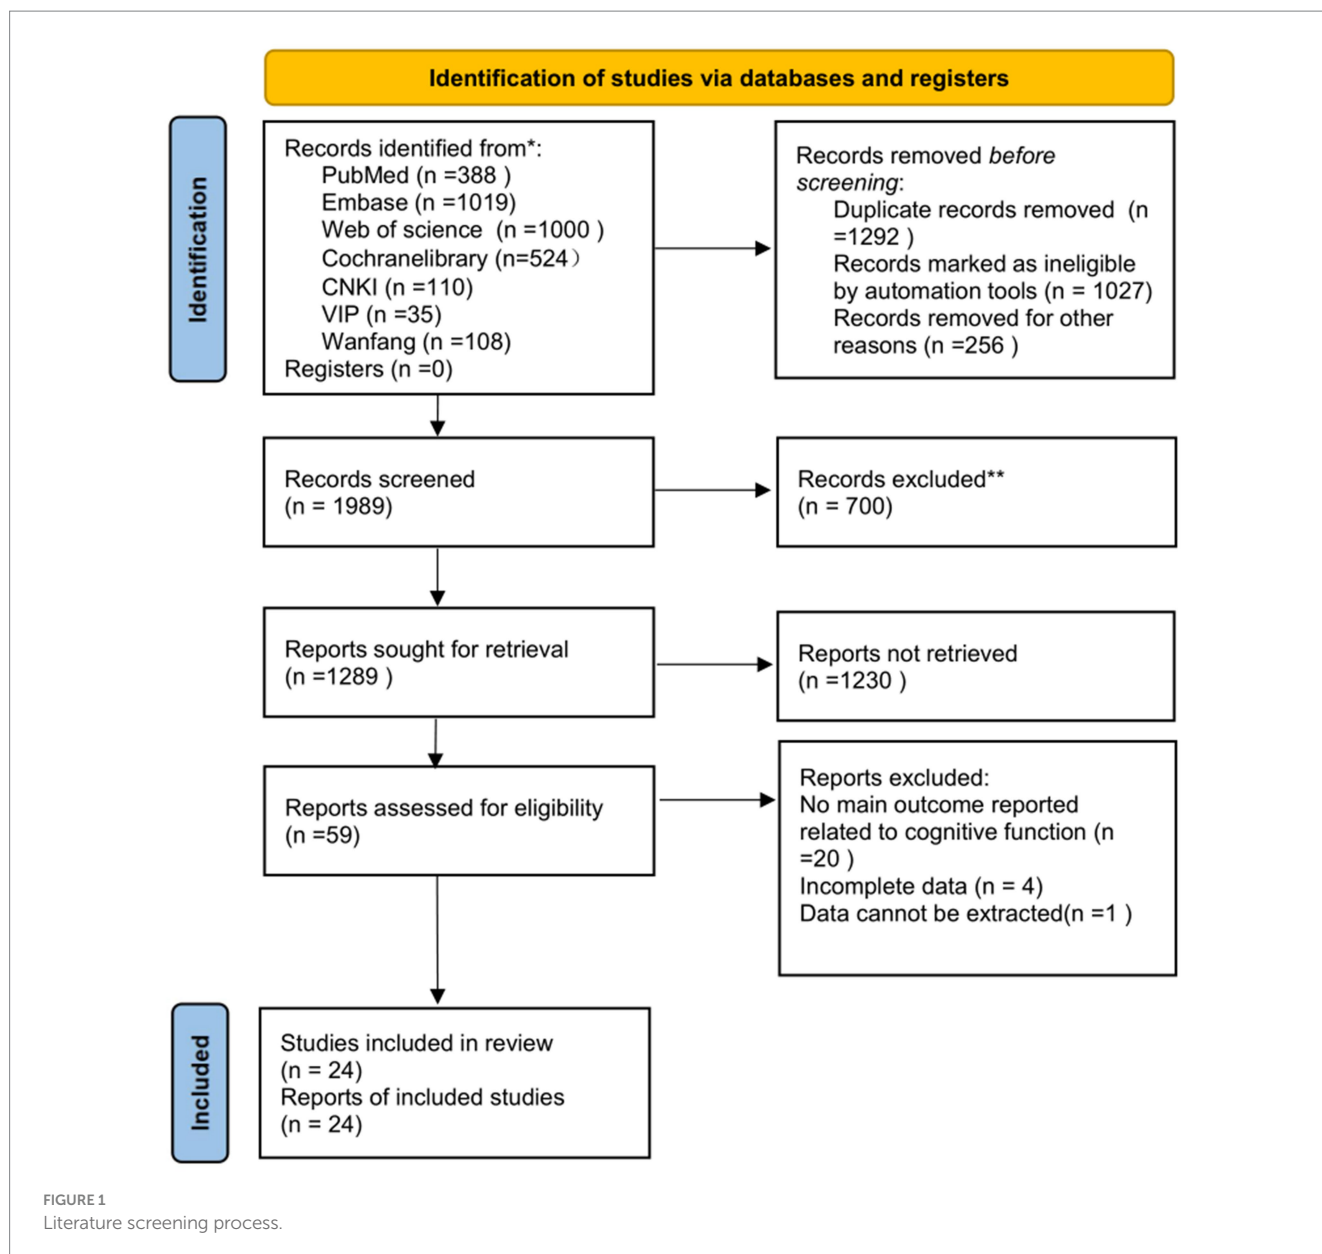 Identification of studies via databases and registers
Identification
Records identified from*:
PubMed (n =388 )
Embase (n =1019)
Web of science  (n =1000 )
Cochranelibrary (n=524）
CNKI (n =110)
VIP (n =35)
Wanfang (n =108)
Registers (n =0)
Records removed before
screening:
Duplicate records removed  (n
=1292 )
Records marked as ineligible
by automation tools (n = 1027)
Records removed for other
reasons (n =256 )
Records screened
(n = 1989)
Records excluded**
(n = 700)
Reports sought for retrieval
(n =1289 )
Reports not retrieved
(n =1230 )
Reports assessed for eligibility
(n =59)
Reports excluded:
No main outcome reported
related to cognitive function (n
=20 )
Incomplete data (n = 4)
Data cannot be extracted(n =1 )
Included
Studies included in review
(n = 24)
Reports of included studies
(n = 24)
FIGURE 1
Literature screening process.